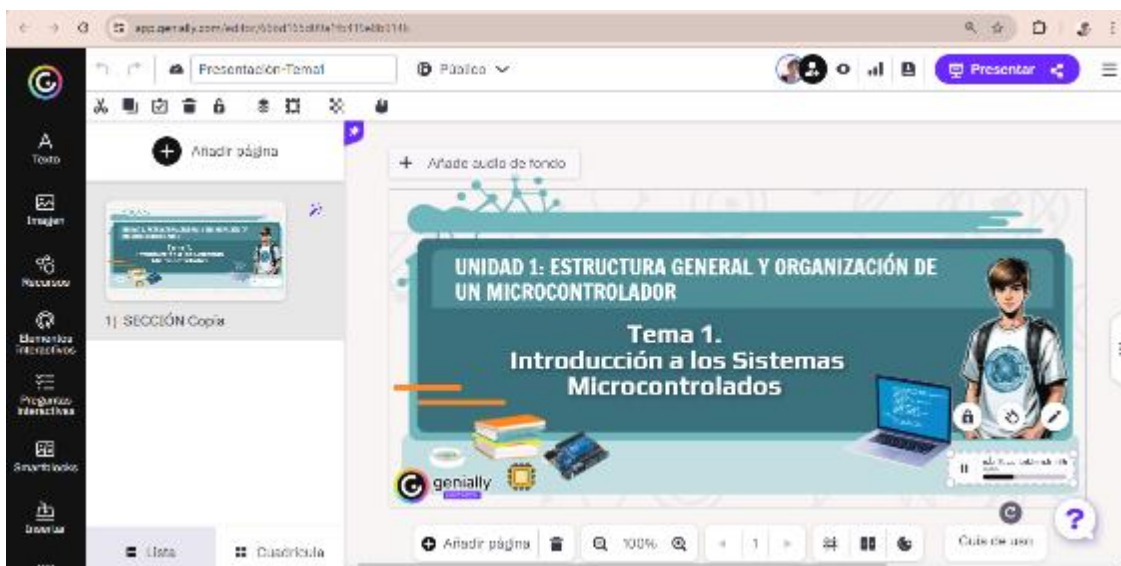 Presentación-Tema1
Público
Presentar
Texto
Imagen
Recursos
Elementos
interactivos
Preguntas
interactivas
Smartblocks
Insertar
Añadir página
1| SECCIÓN Copia
Lista
Cuadrícula
+ Añade audio de fondo
UNIDAD 1: ESTRUCTURA GENERAL Y ORGANIZACIÓN DE
UN MICROCONTROLADOR
Tema 1.
Introducción a los Sistemas
Microcontrolados
genially
Añadir página
100%
1
Guía de uso
C
?